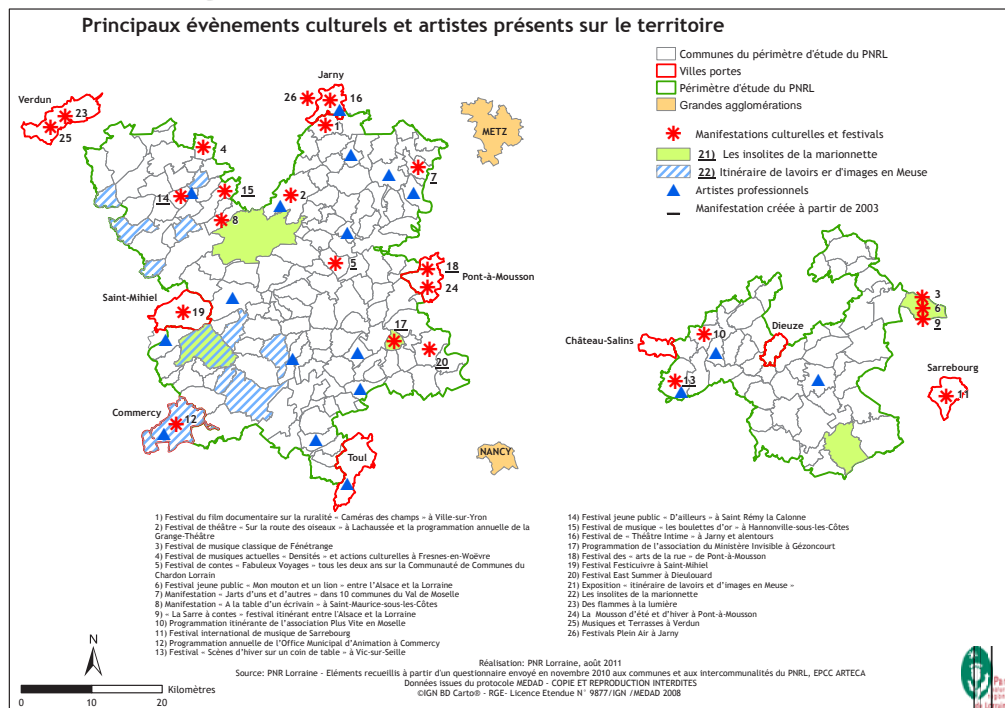 Principaux évènements culturels et artistes présents sur le territoire
Communes du périmètre d'étude du PNRL
Villes portes
Périmètre d'étude du PNRL
Grandes agglomérations
Manifestations culturelles et festivals
21) Les insolites de la marionnette
22) Itinéraire de lavoirs er d'images en Meuse
Artistes professionnels
Manifestation créée à partir de 2003
Jarny
26
16
1
Verdun
23
25
METZ
4
7
15
14
2
8
5
18
Pont-à-Mousson
24
Saint-Mihiel
19
17
20
Commercy
12
Toul
NANCY
3
6
9
Château-Salins
10
Dieuze
13
Sarrebourg
11
1) Festival du film documentaire sur la ruralité « Caméras des champs » à Ville-sur-Yron
2) Festival de théâtre « Sur la route des oiseaux » à Lachaussée et la programmation annuelle de la
Grange-Théâtre
3) Festival de musique classique de Fénétrange
4) Festival de musiques actuelles « Densités » et actions culturelles à Fresnes-en-Woëvre
5) Festival de contes « Fabuleux Voyages » tous les deux ans sur la Communauté de Communes du
Chardon Lorrain
6) Festival jeune public « Mon mouton et un lion » entre l'Alsace et la Lorraine
7) Manifestation « Jarts d'uns et d'autres » dans 10 communes du Val de Moselle
8) Manifestation « A la table d'un écrivain » à Saint-Maurice-sous-les-Côtes
9) « La Sarre à contes » festival itinérant entre l'Alsace et la Lorraine
10) Programmation itinérante de l'association Plus Vite en Moselle
11) Festival international de musique de Sarrebourg
12) Programmation annuelle de l'Office Municipal d'Animation à Commercy
13) Festival « Scènes d'hiver sur un coin de table » à Vic-sur-Seille
14) Festival jeune public « D'ailleurs » à Saint Rémy la Calonne
15) Festival de musique « les boulettes d'or » à Hannonville-sous-les-Côtes
16) Festival de « Théâtre Intime » à Jarny et alentours
17) Programmation de l'association du Ministère Invisible à Gézoncourt
18) Festival des « arts de la rue » de Pont-à-Mousson
19) Festival Festicuivre à Saint-Mihiel
20) Festival East Summer à Dieulouard
21) Exposition « itinéraire de lavoirs et d'images en Meuse »
22) Les insolites de la marionnette
23) Des flammes à la lumière
24) La Mousson d'été et d'hiver à Pont-à-Mousson
25) Musiques et Terrasses à Verdun
26) Festivals Plein Air à Jarny
N
Kilomètres
0 10 20
Réalisation: PNR Lorraine, août 2011
Source: PNR Lorraine - Eléments recueillis à partir d'un questionnaire envoyé en novembre 2010 aux communes et aux intercommunalités du PNRL, EPCC ARTECA
Données issues du protocole MEDAD - COPIE ET REPRODUCTION INTERDITES
©IGN BD Carto® - RGE- Licence Etendue N° 9877/IGN /MEDAD 2008